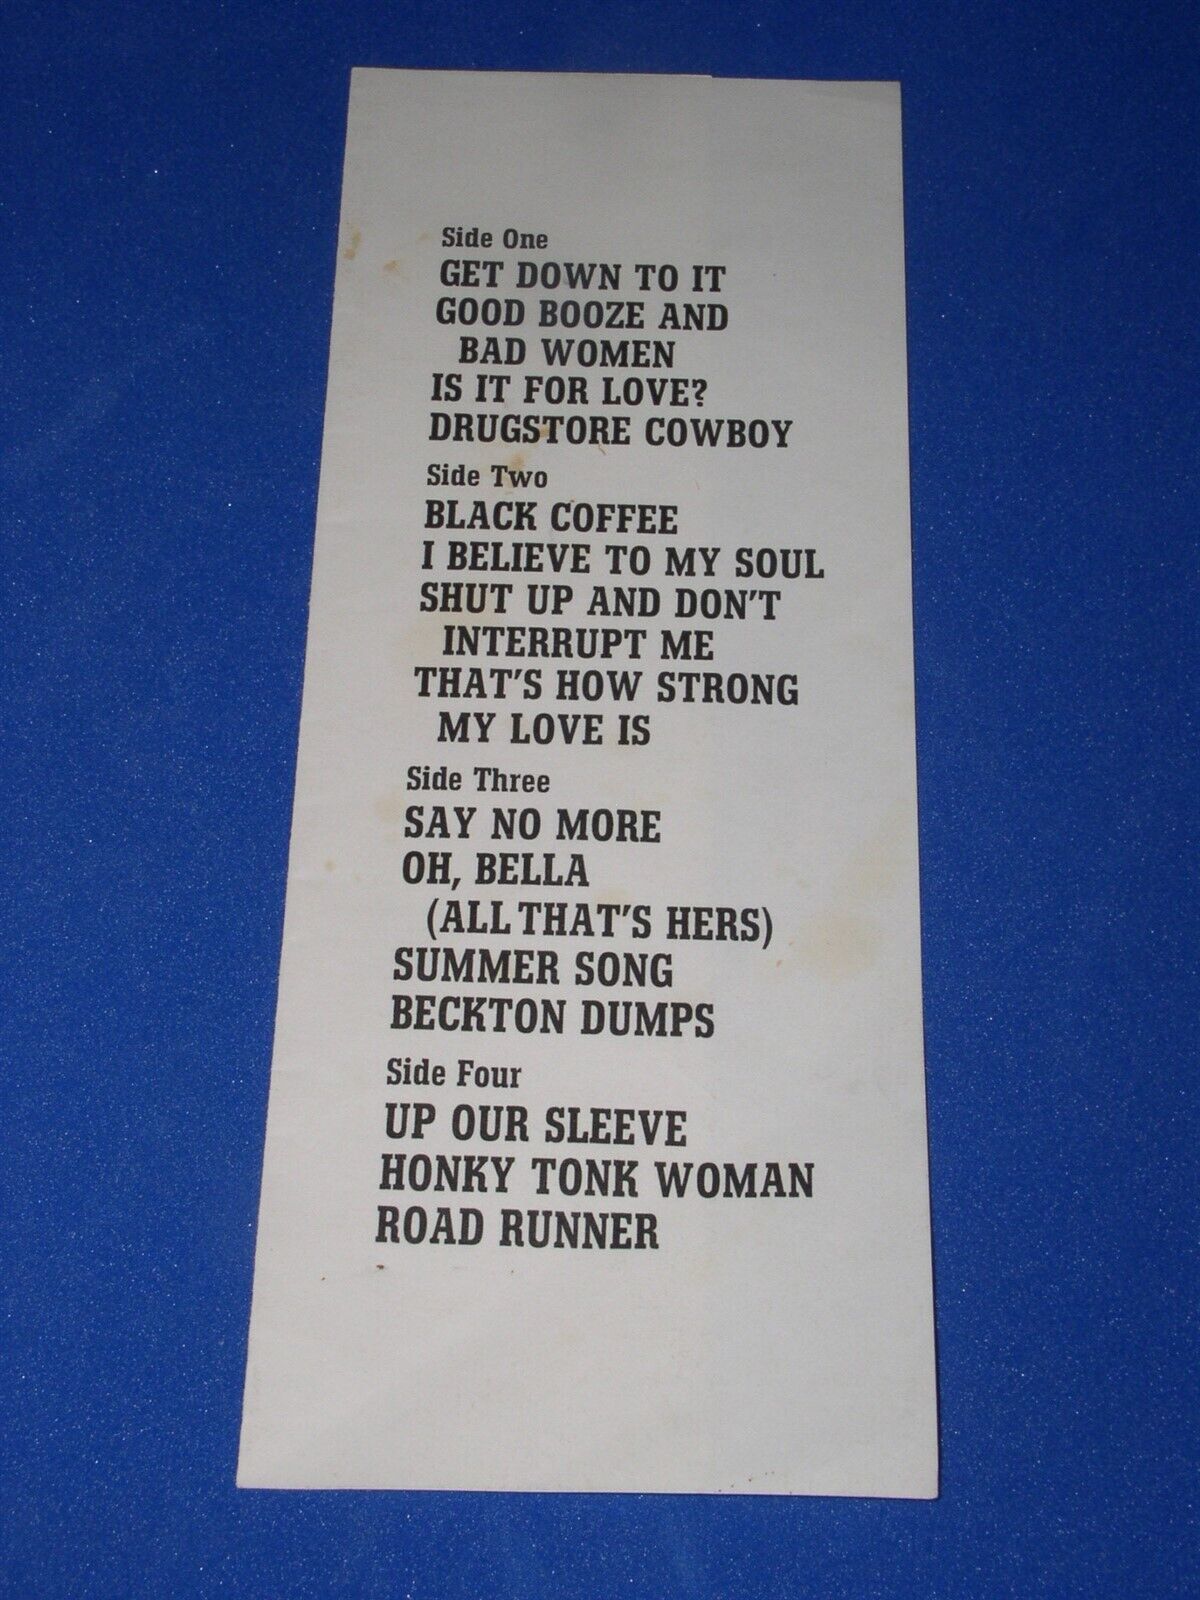 Side One
GET DOWN TO IT
GOOD BOOZE AND
BAD WOMEN
IS IT FOR LOVE?
DRUGSTORE COWBOY
Side Two
BLACK COFFEE
I BELIEVE TO MY SOUL
SHUT UP AND DON'T
INTERRUPT ME
THAT'S HOW STRONG
MY LOVE IS
Side Three
SAY NO MORE
OH, BELLA
(ALL THAT'S HERS)
SUMMER SONG
BECKTON DUMPS
Side Four
UP OUR SLEEVE
HONKY TONK WOMAN
ROAD RUNNER